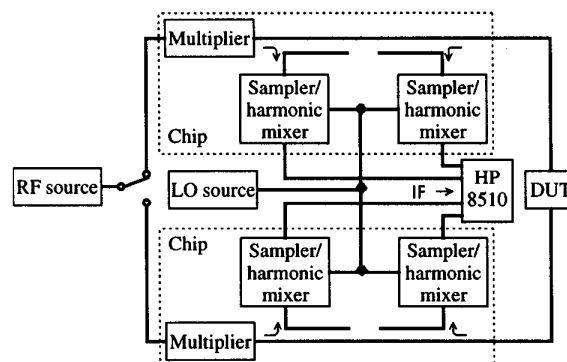 Multiplier
Sampler/
harmonic
mixer
Sampler/
harmonic
mixer
Chip
RF source
LO source
IF →
HP
8510
DUT
Chip
Sampler/
harmonic
mixer
Sampler/
harmonic
mixer
Multiplier